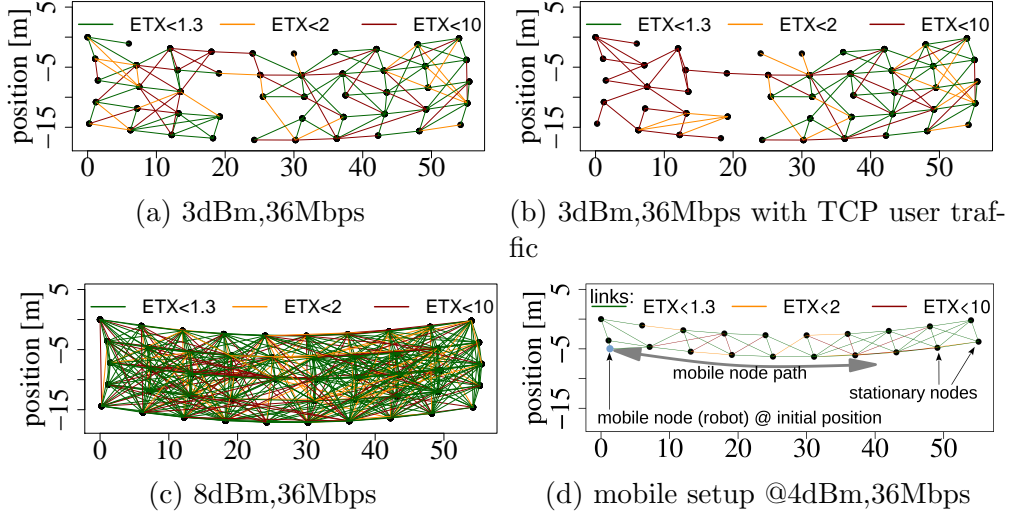 5
ETX<1.3 ETX<2 ETX<10
−5
−15
position [m]
0 10 20 30 40 50
(a) 3dBm,36Mbps
5
ETX<1.3 ETX<2 ETX<10
−5
−15
position [m]
0 10 20 30 40 50
(b) 3dBm,36Mbps with TCP user traf-
fic
5
ETX<1.3 ETX<2 ETX<10
−5
−15
position [m]
0 10 20 30 40 50
(c) 8dBm,36Mbps
5
links:
ETX<1.3 ETX<2 ETX<10
−5
−15
position [m]
mobile node path
stationary nodes
mobile node (robot) @ initial position
0 10 20 30 40 50
(d) mobile setup @4dBm,36Mbps